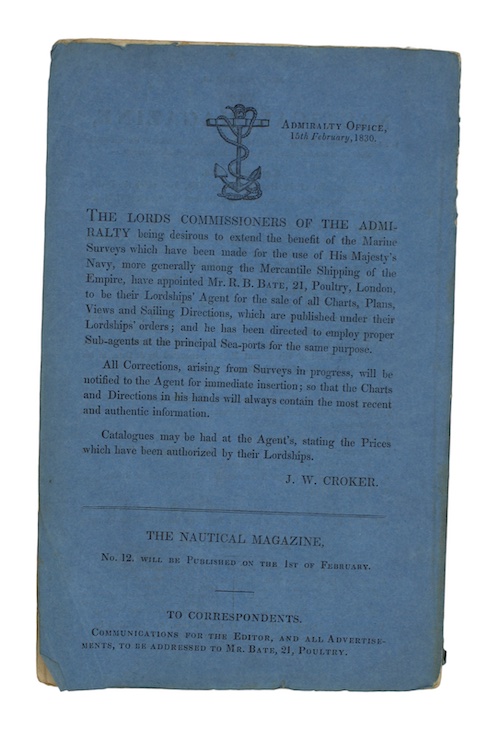 ADMIRALTY OFFICE,
15th February, 1830.
THE LORDS COMMISSIONERS OF THE ADMI-
RALTY being desirous to extend the benefit of the Marine
Surveys which have been made for the use of His Majesty's
Navy, more generally among the Mercantile Shipping of the
Empire, have appointed Mr. R. B. BATE, 21, Poultry, London,
to be their Lordships' Agent for the sale of all Charts, Plans,
Views and Sailing Directions, which are published under their
Lordships' orders; and he has been directed to employ proper
Sub-agents at the principal Sea-ports for the same purpose.
All Corrections, arising from Surveys in progress, will be
notified to the Agent for immediate insertion; so that the Charts
and Directions in his hands will always contain the most recent
and authentic information.
Catalogues may be had at the Agent's, stating the Prices
which have been authorized by their Lordships.
J. W. CROKER.
THE NAUTICAL MAGAZINE,
No. 12. WILL BE PUBLISHED ON THE 1ST OF FEBRUARY.
TO CORRESPONDENTS.
COMMUNICATIONS FOR THE EDITOR, AND ALL ADVERTISE-
MENTS, TO BE ADDRESSED TO MR. BATE, 21, POULTRY.